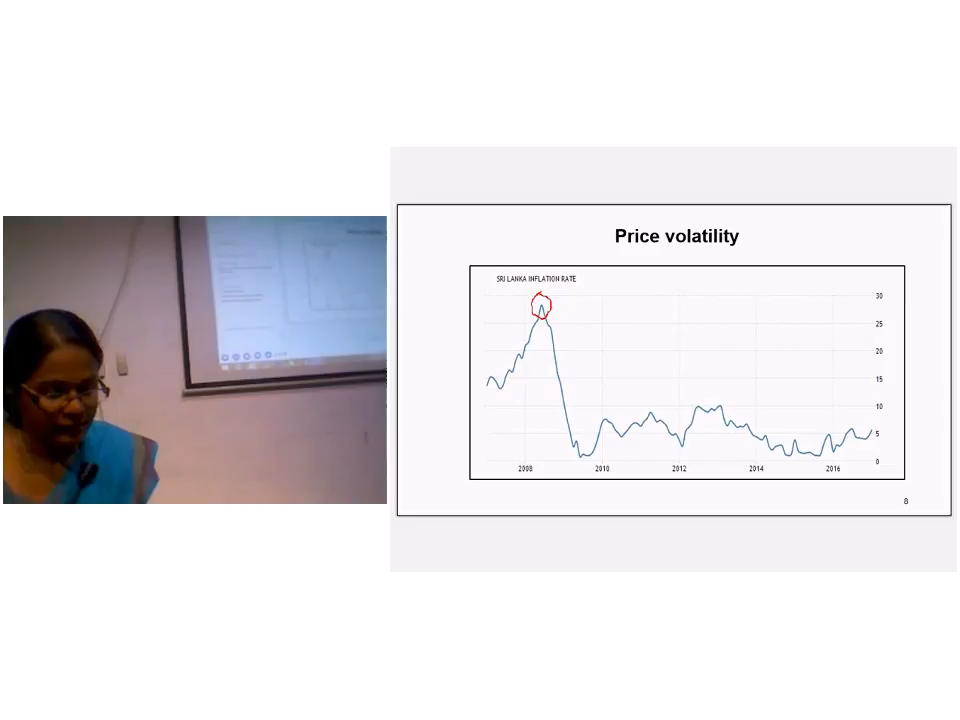 Price volatility
SRI LANKA INFLATION RATE
30
25
20
15
10
5
0
2008 2010 2012 2014 2016
8